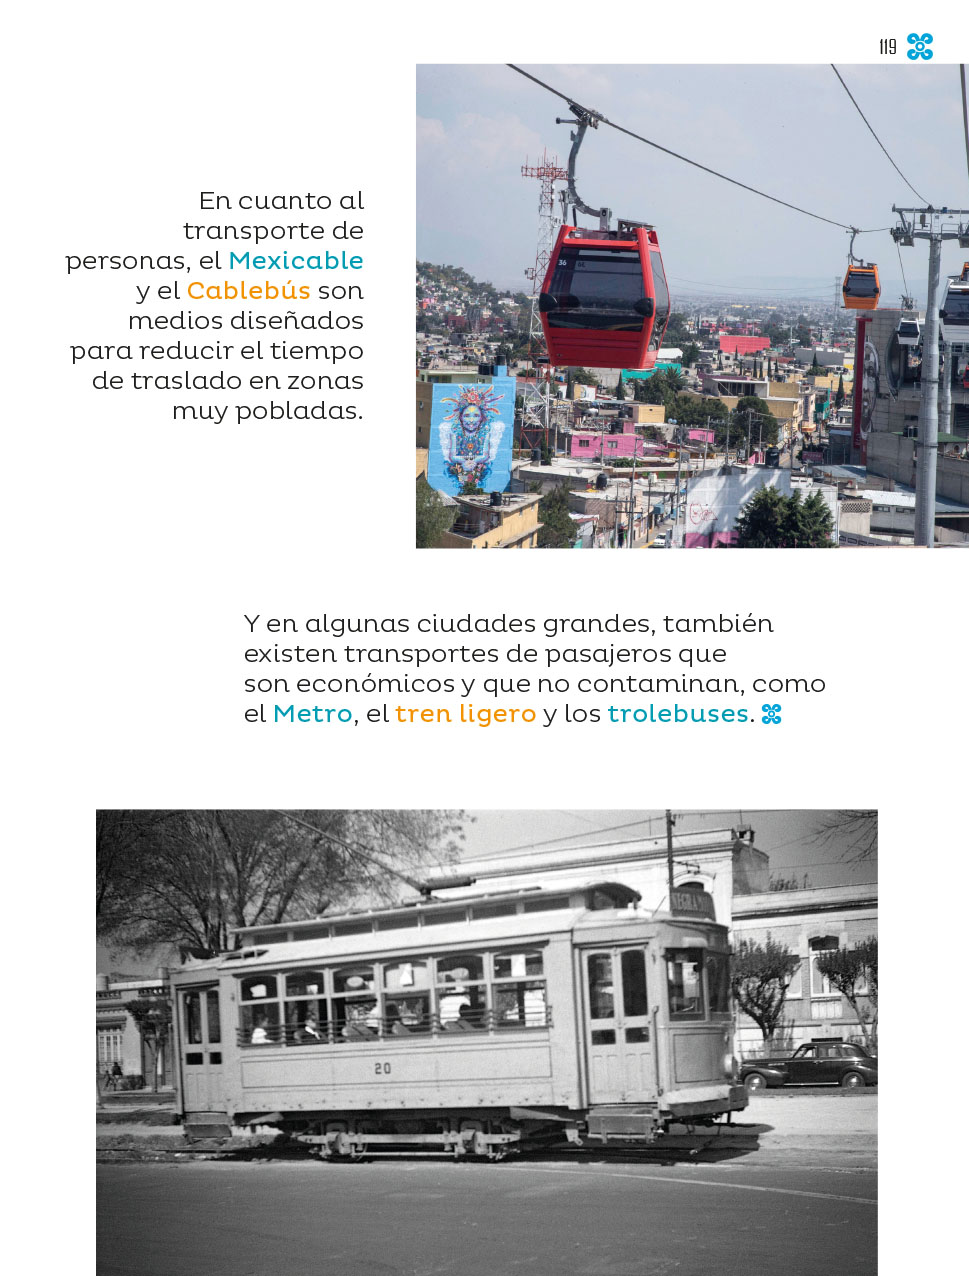 119
En cuanto al
transporte de
personas, el Mexicable
y el Cablebús son
medios diseñados
para reducir el tiempo
de traslado en zonas
muy pobladas.
36
Y en algunas ciudades grandes, también
existen transportes de pasajeros que
son económicos y que no contaminan, como
el Metro, el tren ligero y los trolebuses.
20